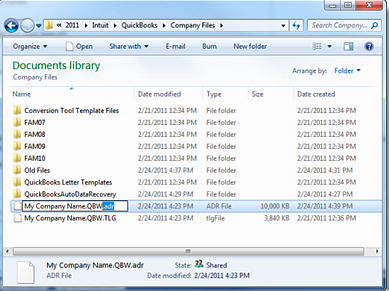 « 2011 ▸ Intuit ▸ QuickBooks ▸ Company Files ▸ Search Company...
Organize Open Share with E-mail Burn New folder
Documents library
Company Files
Arrange by: Folder
Name Date modified Type Size Date created
Conversion Tool Template Files 2/21/2011 12:34 PM File folder 2/21/2011 12:34 PM
FAM07 2/21/2011 12:34 PM File folder 2/21/2011 12:34 PM
FAM08 2/21/2011 12:34 PM File folder 2/21/2011 12:34 PM
FAM09 2/21/2011 12:34 PM File folder 2/21/2011 12:34 PM
FAM10 2/21/2011 12:34 PM File folder 2/21/2011 12:34 PM
Old Files 2/24/2011 4:37 PM File folder 2/24/2011 4:31 PM
QuickBooks Letter Templates 2/21/2011 12:34 PM File folder 2/21/2011 12:34 PM
QuickBooksAutoDataRecovery 2/24/2011 4:29 PM File folder 2/24/2011 4:27 PM
My Company Name.QBW.adr 2/24/2011 4:23 PM ADR File 10,000 KB 2/24/2011 4:39 PM
My Company Name.QBW.TLG 2/24/2011 4:23 PM tlgFile 3,840 KB 2/21/2011 12:36 PM
My Company Name.QBW.adr State: Shared
ADR File Date modified: 2/24/2011 4:23 PM